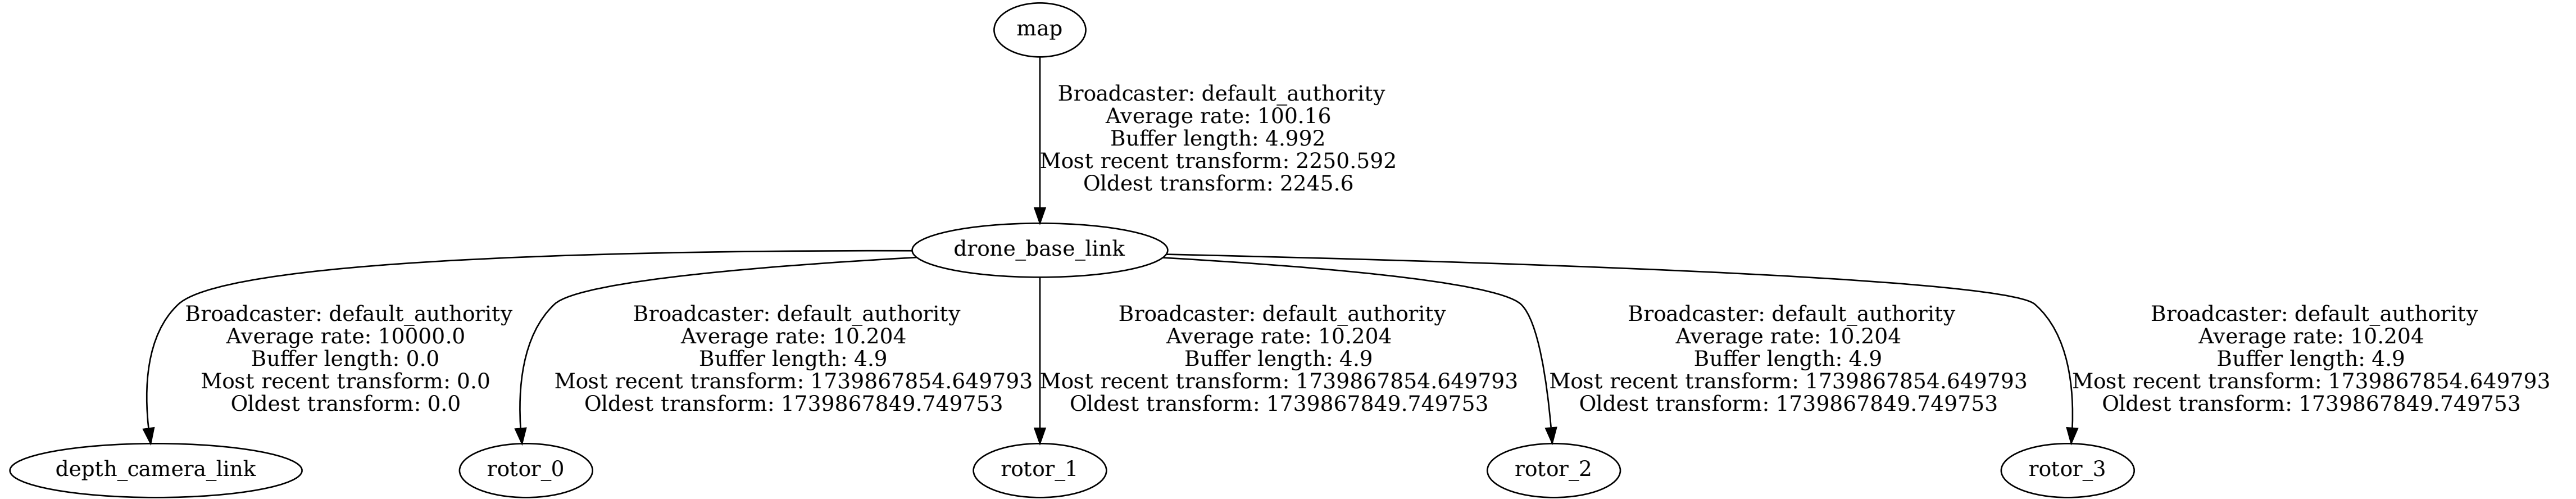 map
Broadcaster: default_authority
Average rate: 100.16
Buffer length: 4.992
Most recent transform: 2250.592
Oldest transform: 2245.6
drone_base_link
Broadcaster: default_authority
Average rate: 10000.0
Buffer length: 0.0
Most recent transform: 0.0
Oldest transform: 0.0
Broadcaster: default_authority
Average rate: 10.204
Buffer length: 4.9
Most recent transform: 1739867854.649793
Oldest transform: 1739867849.749753
Broadcaster: default_authority
Average rate: 10.204
Buffer length: 4.9
Most recent transform: 1739867854.649793
Oldest transform: 1739867849.749753
Broadcaster: default_authority
Average rate: 10.204
Buffer length: 4.9
Most recent transform: 1739867854.649793
Oldest transform: 1739867849.749753
Broadcaster: default_authority
Average rate: 10.204
Buffer length: 4.9
Most recent transform: 1739867854.649793
Oldest transform: 1739867849.749753
depth_camera_link
rotor_0
rotor_1
rotor_2
rotor_3